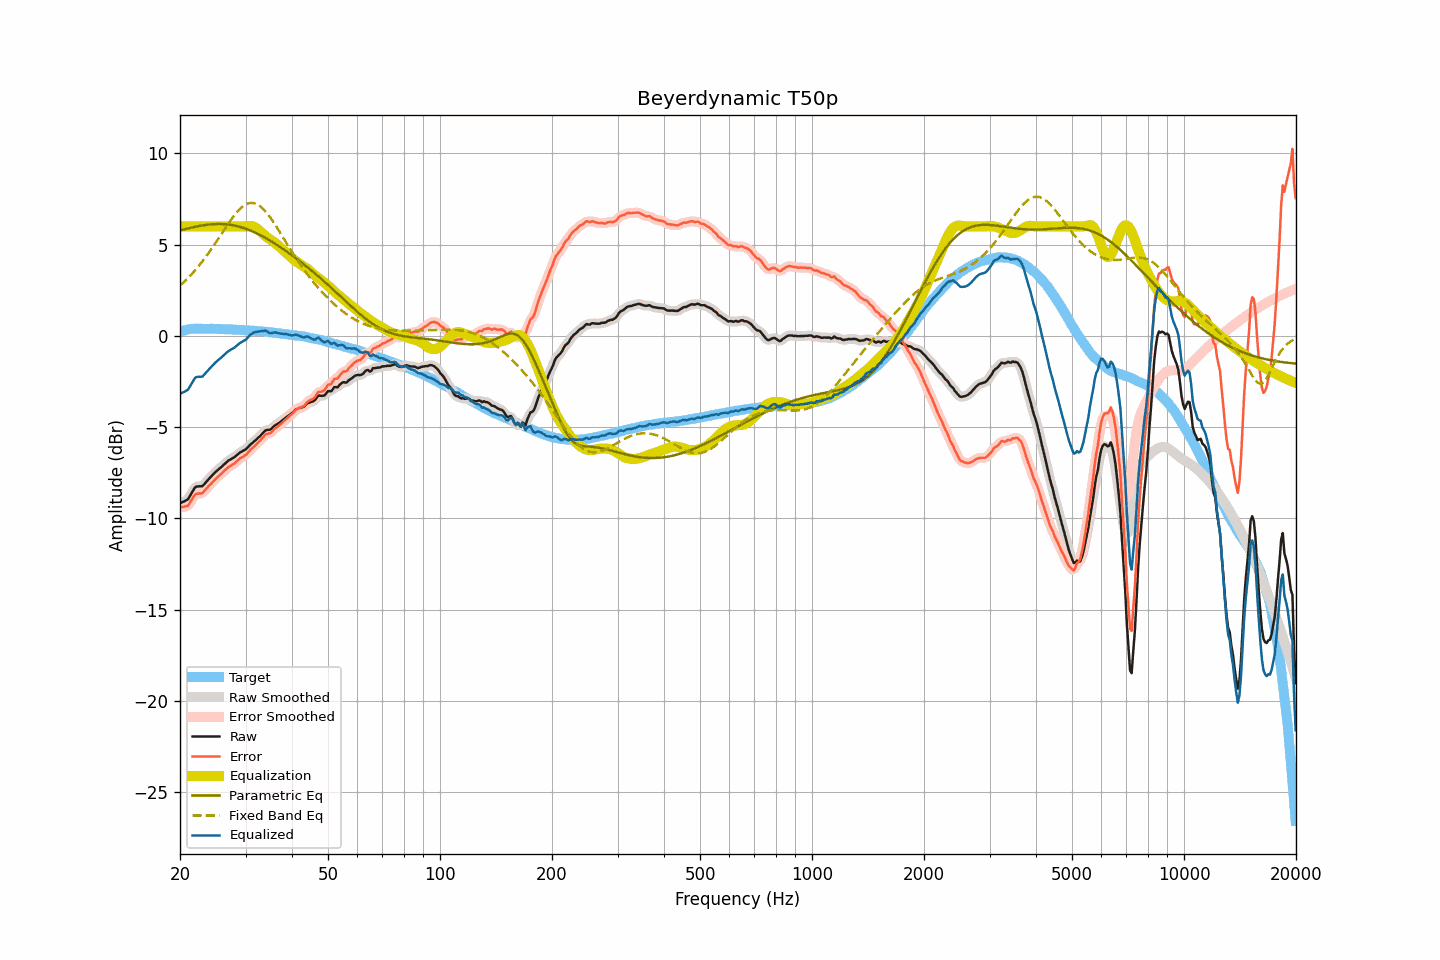 Beyerdynamic T50p
10
5
0
−5
−10
−15
−20
−25
Amplitude (dBr)
Target
Raw Smoothed
Error Smoothed
Raw
Error
Equalization
Parametric Eq
Fixed Band Eq
Equalized
20 50 100 200 500 1000 2000 5000 10000 20000
Frequency (Hz)